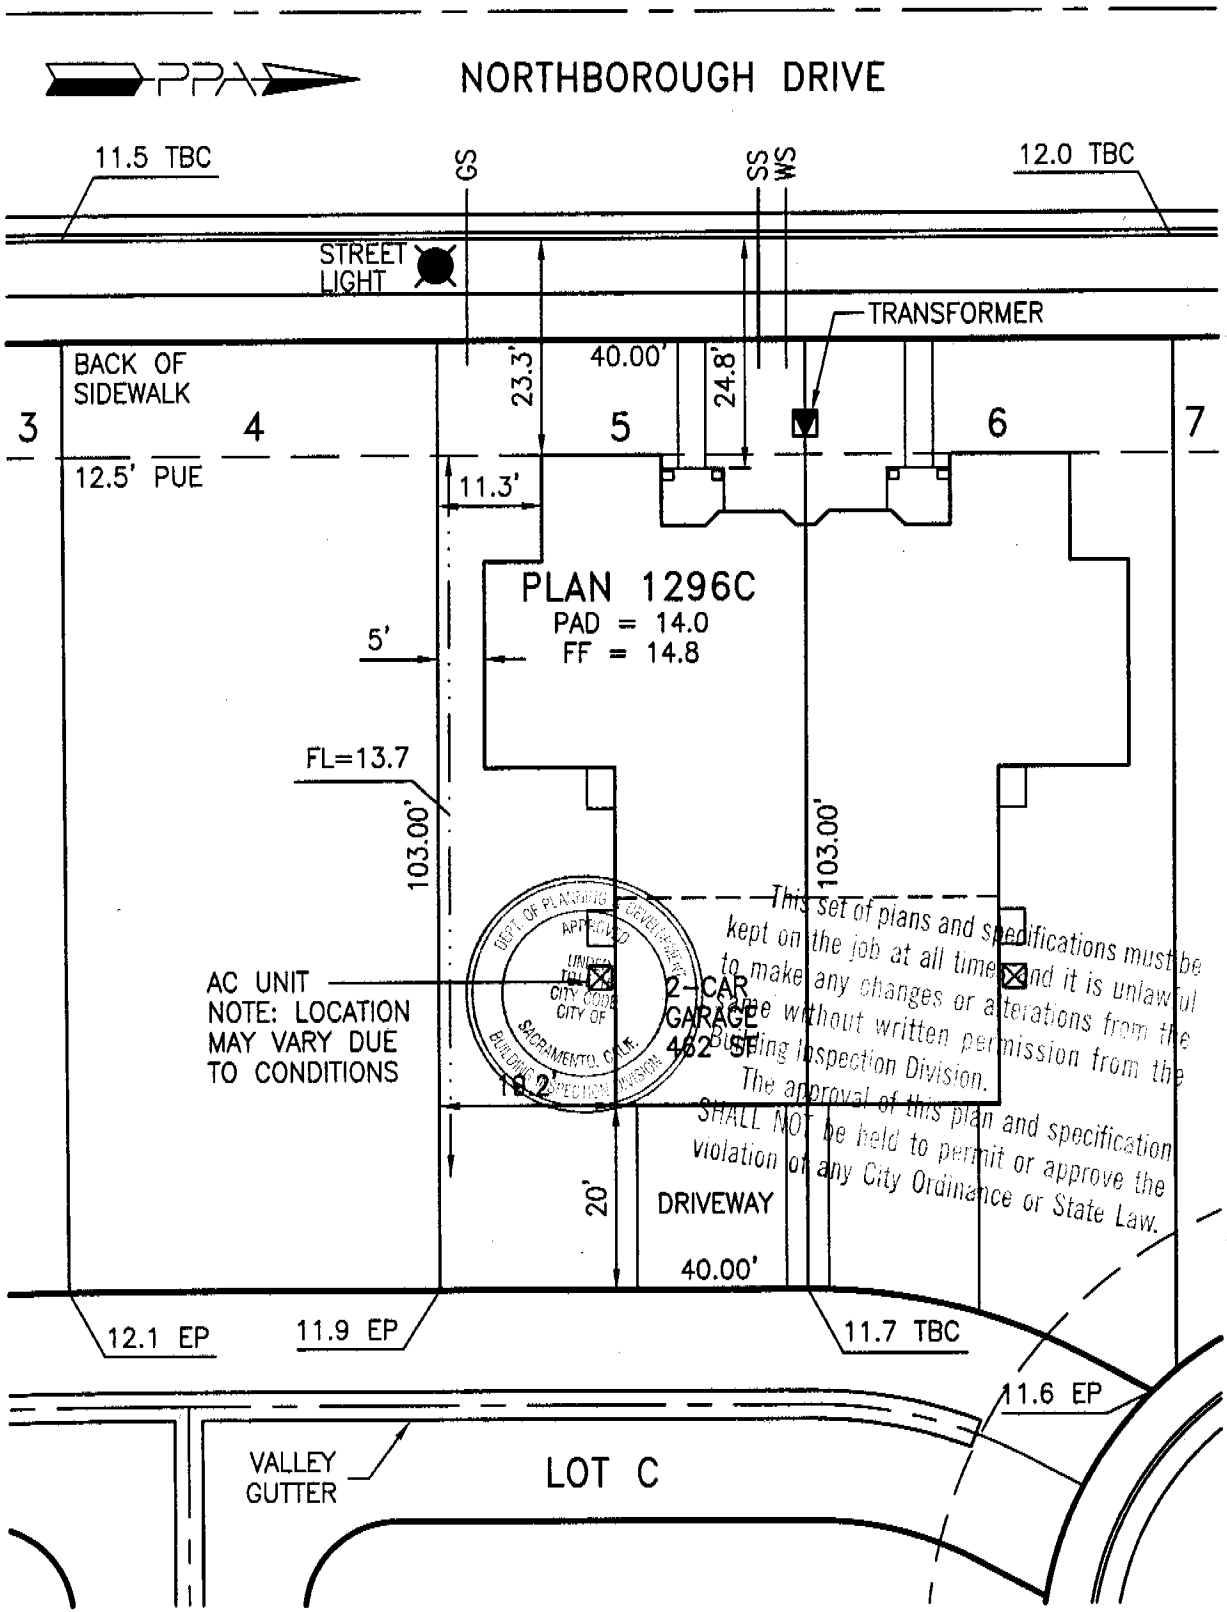 PPA
NORTHBOROUGH DRIVE
11.5 TBC
GS
SS
WS
12.0 TBC
STREET
LIGHT
TRANSFORMER
BACK OF
SIDEWALK
23.3'
40.00'
24.8'
3
4
5
6
7
12.5' PUE
11.3'
PLAN 1296C
PAD = 14.0
FF = 14.8
5'
FL=13.7
103.00'
103.00'
DEPT. OF PLANNING & DEVELOPMENT
APPROVED
UNDER
CITY CODE
CITY OF
SACRAMENTO, CALIF.
BUILDING INSPECTION DIVISION
This set of plans and specifications must be
kept on the job at all times and it is unlawful
to make any changes or alterations from the
same without written permission from the
Building Inspection Division.
The approval of this plan and specification
SHALL NOT be held to permit or approve the
violation of any City Ordinance or State Law.
AC UNIT
NOTE: LOCATION
MAY VARY DUE
TO CONDITIONS
2-CAR
GARAGE
462 SF
20'
DRIVEWAY
40.00'
12.1 EP
11.9 EP
11.7 TBC
11.6 EP
VALLEY
GUTTER
LOT C